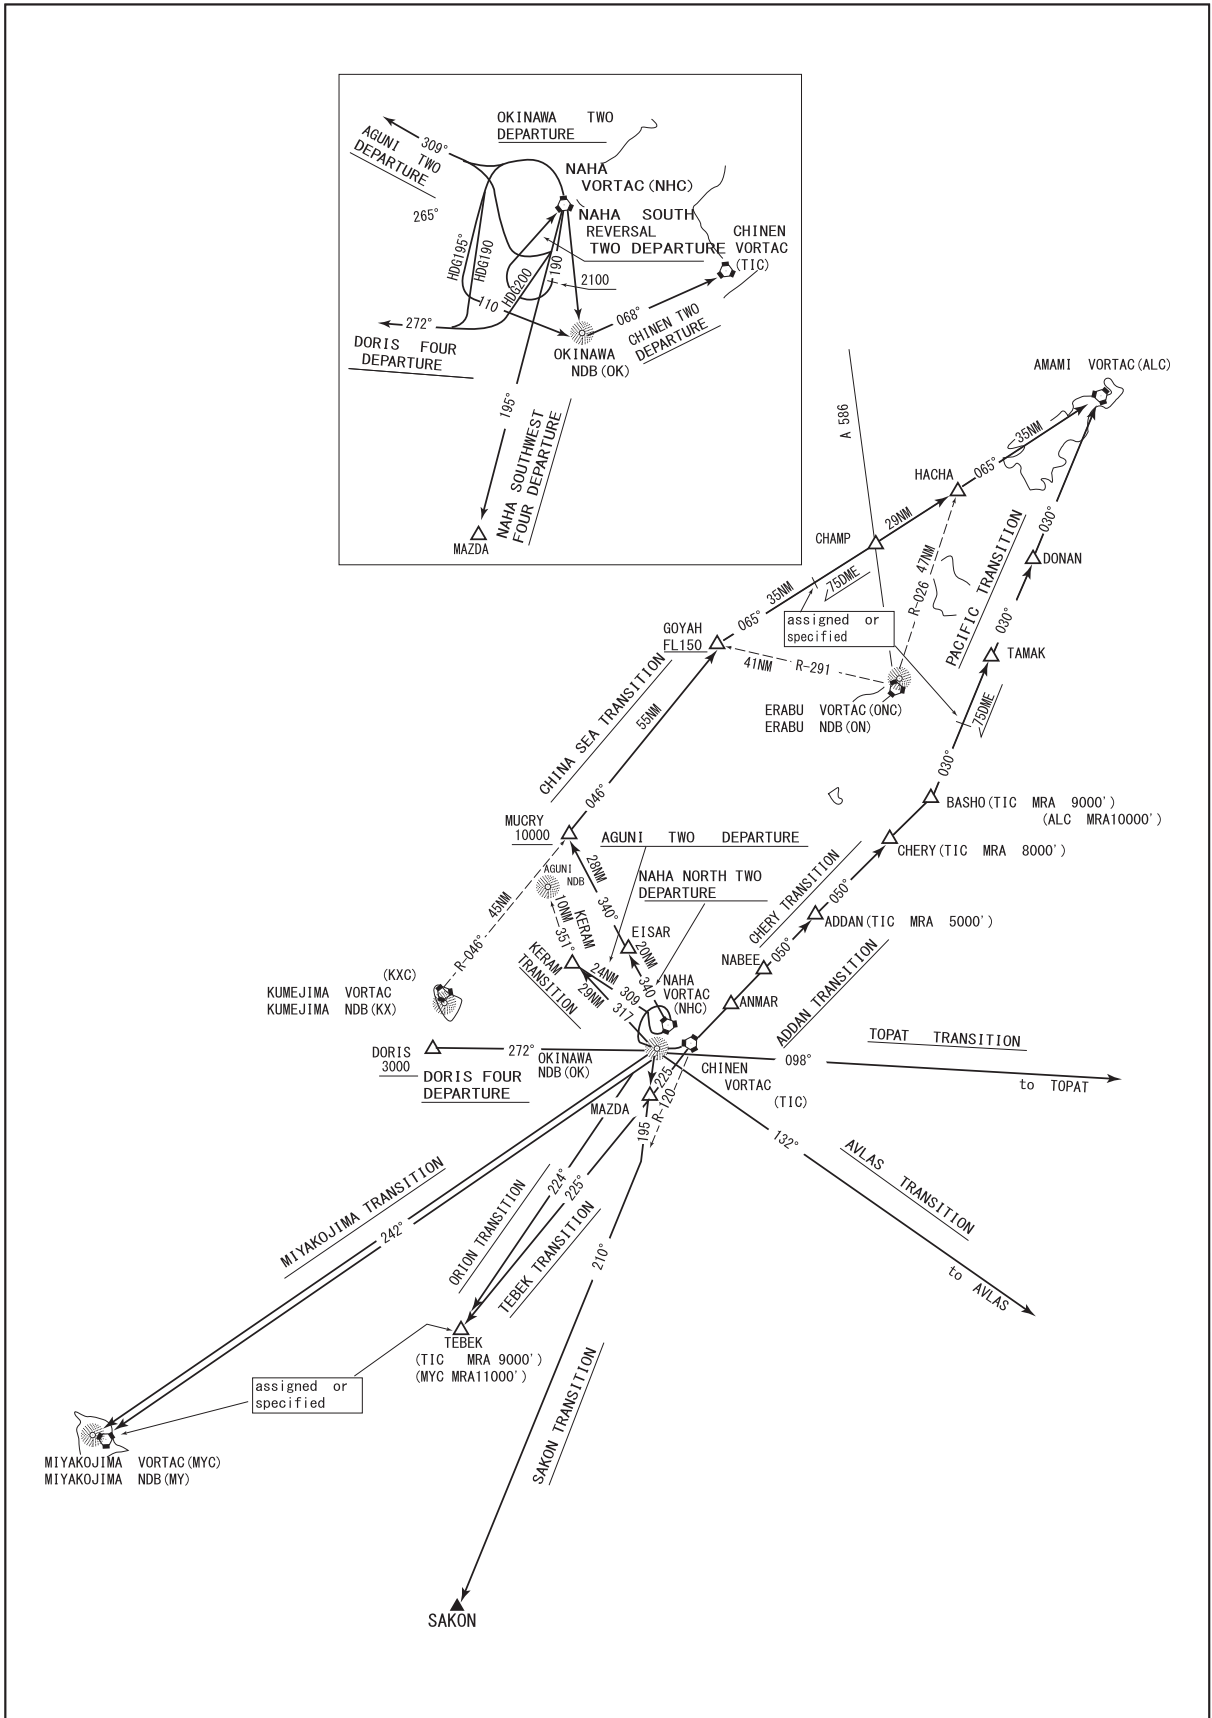 OKINAWA TWO
DEPARTURE
309°
AGUNI TWO
DEPARTURE
NAHA
VORTAC(NHC)
265°
NAHA SOUTH
REVERSAL
TWO DEPARTURE
CHINEN
VORTAC
(TIC)
HDG195°
HDG190
HDG200
190
2100
110
068°
CHINEN TWO
DEPARTURE
272°
DORIS FOUR
DEPARTURE
OKINAWA
NDB(OK)
195°
NAHA SOUTHWEST
FOUR DEPARTURE
MAZDA
AMAMI VORTAC(ALC)
A 586
35NM
065°
HACHA
29NM
CHAMP
030°
DONAN
PACIFIC TRANSITION
R-026 47NM
75DME
35NM
065°
assigned or
specified
030°
GOYAH
FL150
TAMAK
41NM R-291
ERABU VORTAC(ONC)
ERABU NDB(ON)
75DME
CHINA SEA TRANSITION
55NM
046°
030°
BASHO(TIC MRA 9000')
(ALC MRA10000')
MUCRY
10000
AGUNI TWO DEPARTURE
CHERY(TIC MRA 8000')
28NM
AGUNI
NDB
NAHA NORTH TWO
DEPARTURE
CHERY TRANSITION
050°
45NM
R-046°
10NM
351°
KERAM
340°
EISAR
ADDAN(TIC MRA 5000')
050°
NABEE
20NM
340
KERAM
TRANSITION
24NM
309
29NM
317
NAHA
VORTAC
(NHC)
ANMAR
ADDAN TRANSITION
(KXC)
KUMEJIMA VORTAC
KUMEJIMA NDB(KX)
DORIS
3000
272°
OKINAWA
NDB(OK)
DORIS FOUR
DEPARTURE
TOPAT TRANSITION
098°
to TOPAT
CHINEN
VORTAC
(TIC)
225
R-120
MAZDA
195
132°
AVLAS TRANSITION
to AVLAS
MIYAKOJIMA TRANSITION
242°
224°
225°
ORION TRANSITION
TEBEK TRANSITION
210°
TEBEK
(TIC MRA 9000')
(MYC MRA11000')
assigned or
specified
SAKON TRANSITION
MIYAKOJIMA VORTAC(MYC)
MIYAKOJIMA NDB(MY)
SAKON